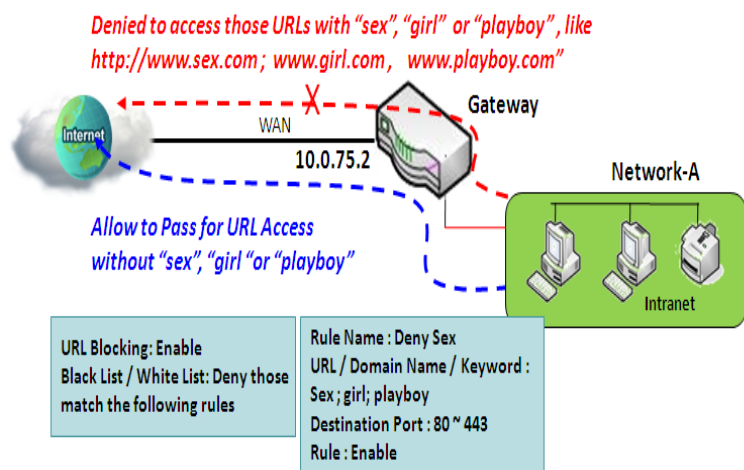 Denied to access those URLs with “sex”, “girl” or “playboy” , like
http://www.sex.com ; www.girl.com , www.playboy.com”
Gateway
Internet
WAN
10.0.75.2
Network-A
Allow to Pass for URL Access
without “sex”, “girl “or “playboy”
Intranet
URL Blocking: Enable
Black List / White List: Deny those
match the following rules
Rule Name : Deny Sex
URL / Domain Name / Keyword :
Sex ; girl; playboy
Destination Port : 80 ~ 443
Rule : Enable